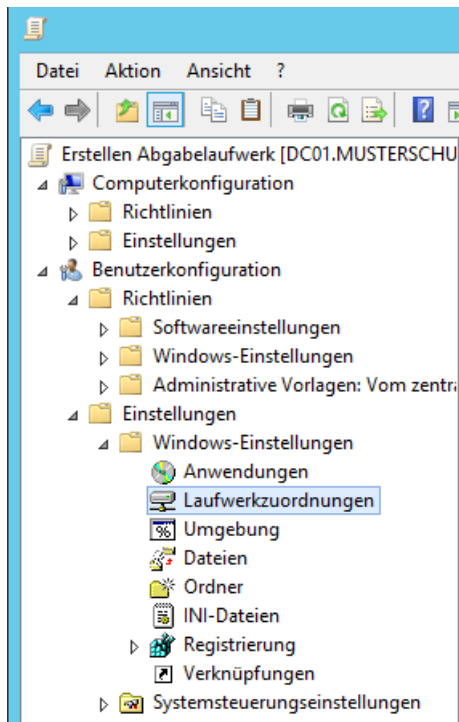 Datei Aktion Ansicht ?
Erstellen Abgabelaufwerk [DC01.MUSTERSCHU
Computerkonfiguration
Richtlinien
Einstellungen
Benutzerkonfiguration
Richtlinien
Softwareeinstellungen
Windows-Einstellungen
Administrative Vorlagen: Vom zentra
Einstellungen
Windows-Einstellungen
Anwendungen
Laufwerkzuordnungen
Umgebung
Dateien
Ordner
INI-Dateien
Registrierung
Verknüpfungen
Systemsteuerungseinstellungen